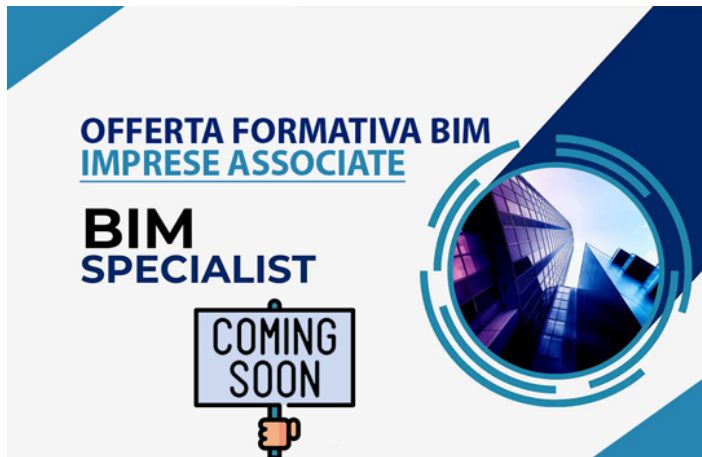 OFFERTA FORMATIVA BIM
IMPRESE ASSOCIATE
BIM
SPECIALIST
COMING
SOON